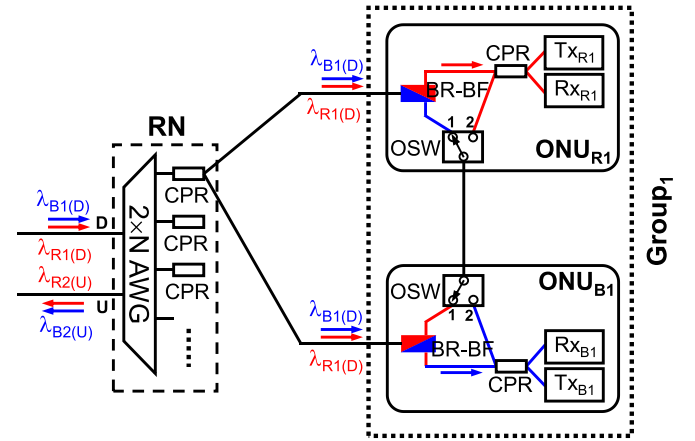 λB1(D)
λR1(D)
BR-BF
CPR
TxR1
RxR1
1 2
OSW
ONUR1
RN
CPR
2×N AWG
CPR
CPR
λB1(D)
D
λR1(D)
λR2(U)
U
λB2(U)
Group1
ONUB1
OSW
1 2
λB1(D)
λR1(D)
BR-BF
CPR
RxB1
TxB1